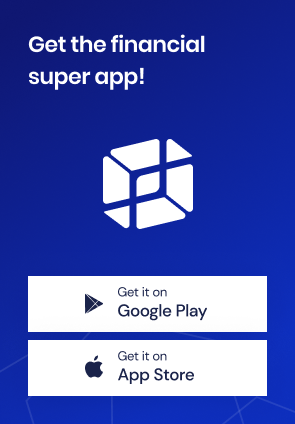 Get the financial
super app!
Get it on
Google Play
Get it on
App Store